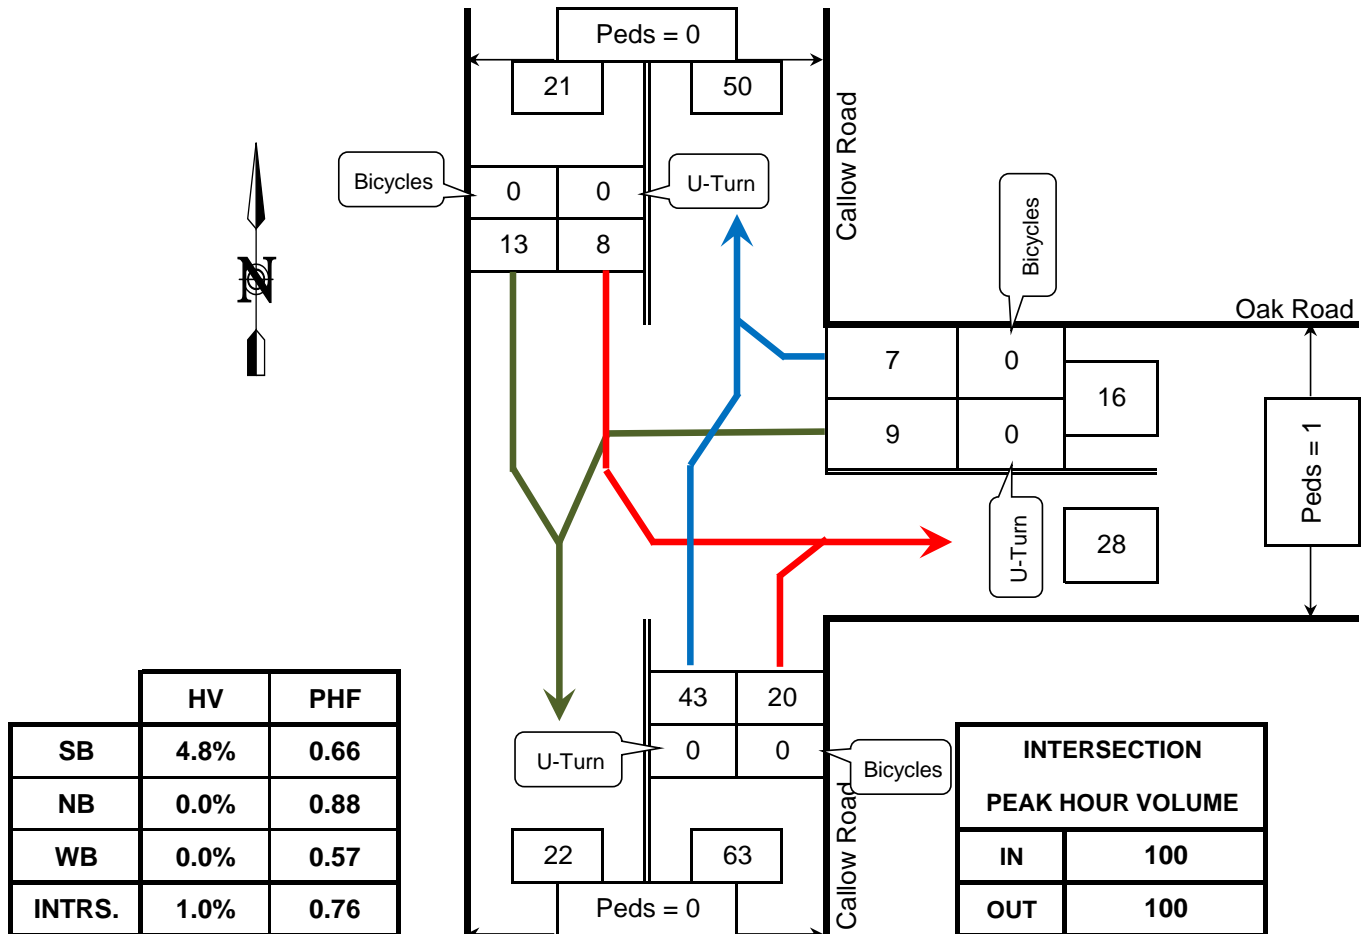 Peds = 0
21 50
Callow Road
Bicycles
0 0
U-Turn
13 8
N
Bicycles
Oak Road
7 0
16
9 0
Peds = 1
U-Turn
28
43 20
U-Turn
0 0
Bicycles
Callow Road
22 63
Peds = 0
HV PHF
SB 4.8% 0.66
NB 0.0% 0.88
WB 0.0% 0.57
INTRS. 1.0% 0.76
INTERSECTION
PEAK HOUR VOLUME
IN 100
OUT 100